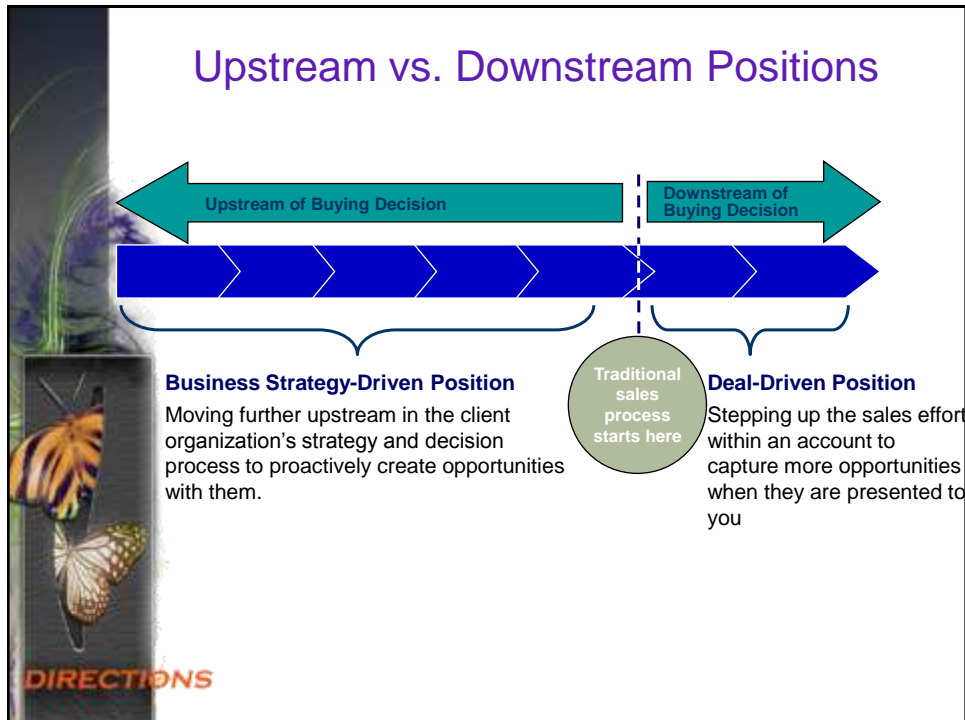 Upstream vs. Downstream Positions
Upstream of Buying Decision
Downstream of
Buying Decision
Business Strategy-Driven Position
Moving further upstream in the client
organization's strategy and decision
process to proactively create opportunities
with them.
Traditional
sales
process
starts here
Deal-Driven Position
Stepping up the sales effort
within an account to
capture more opportunities
when they are presented to
you
DIRECTIONS